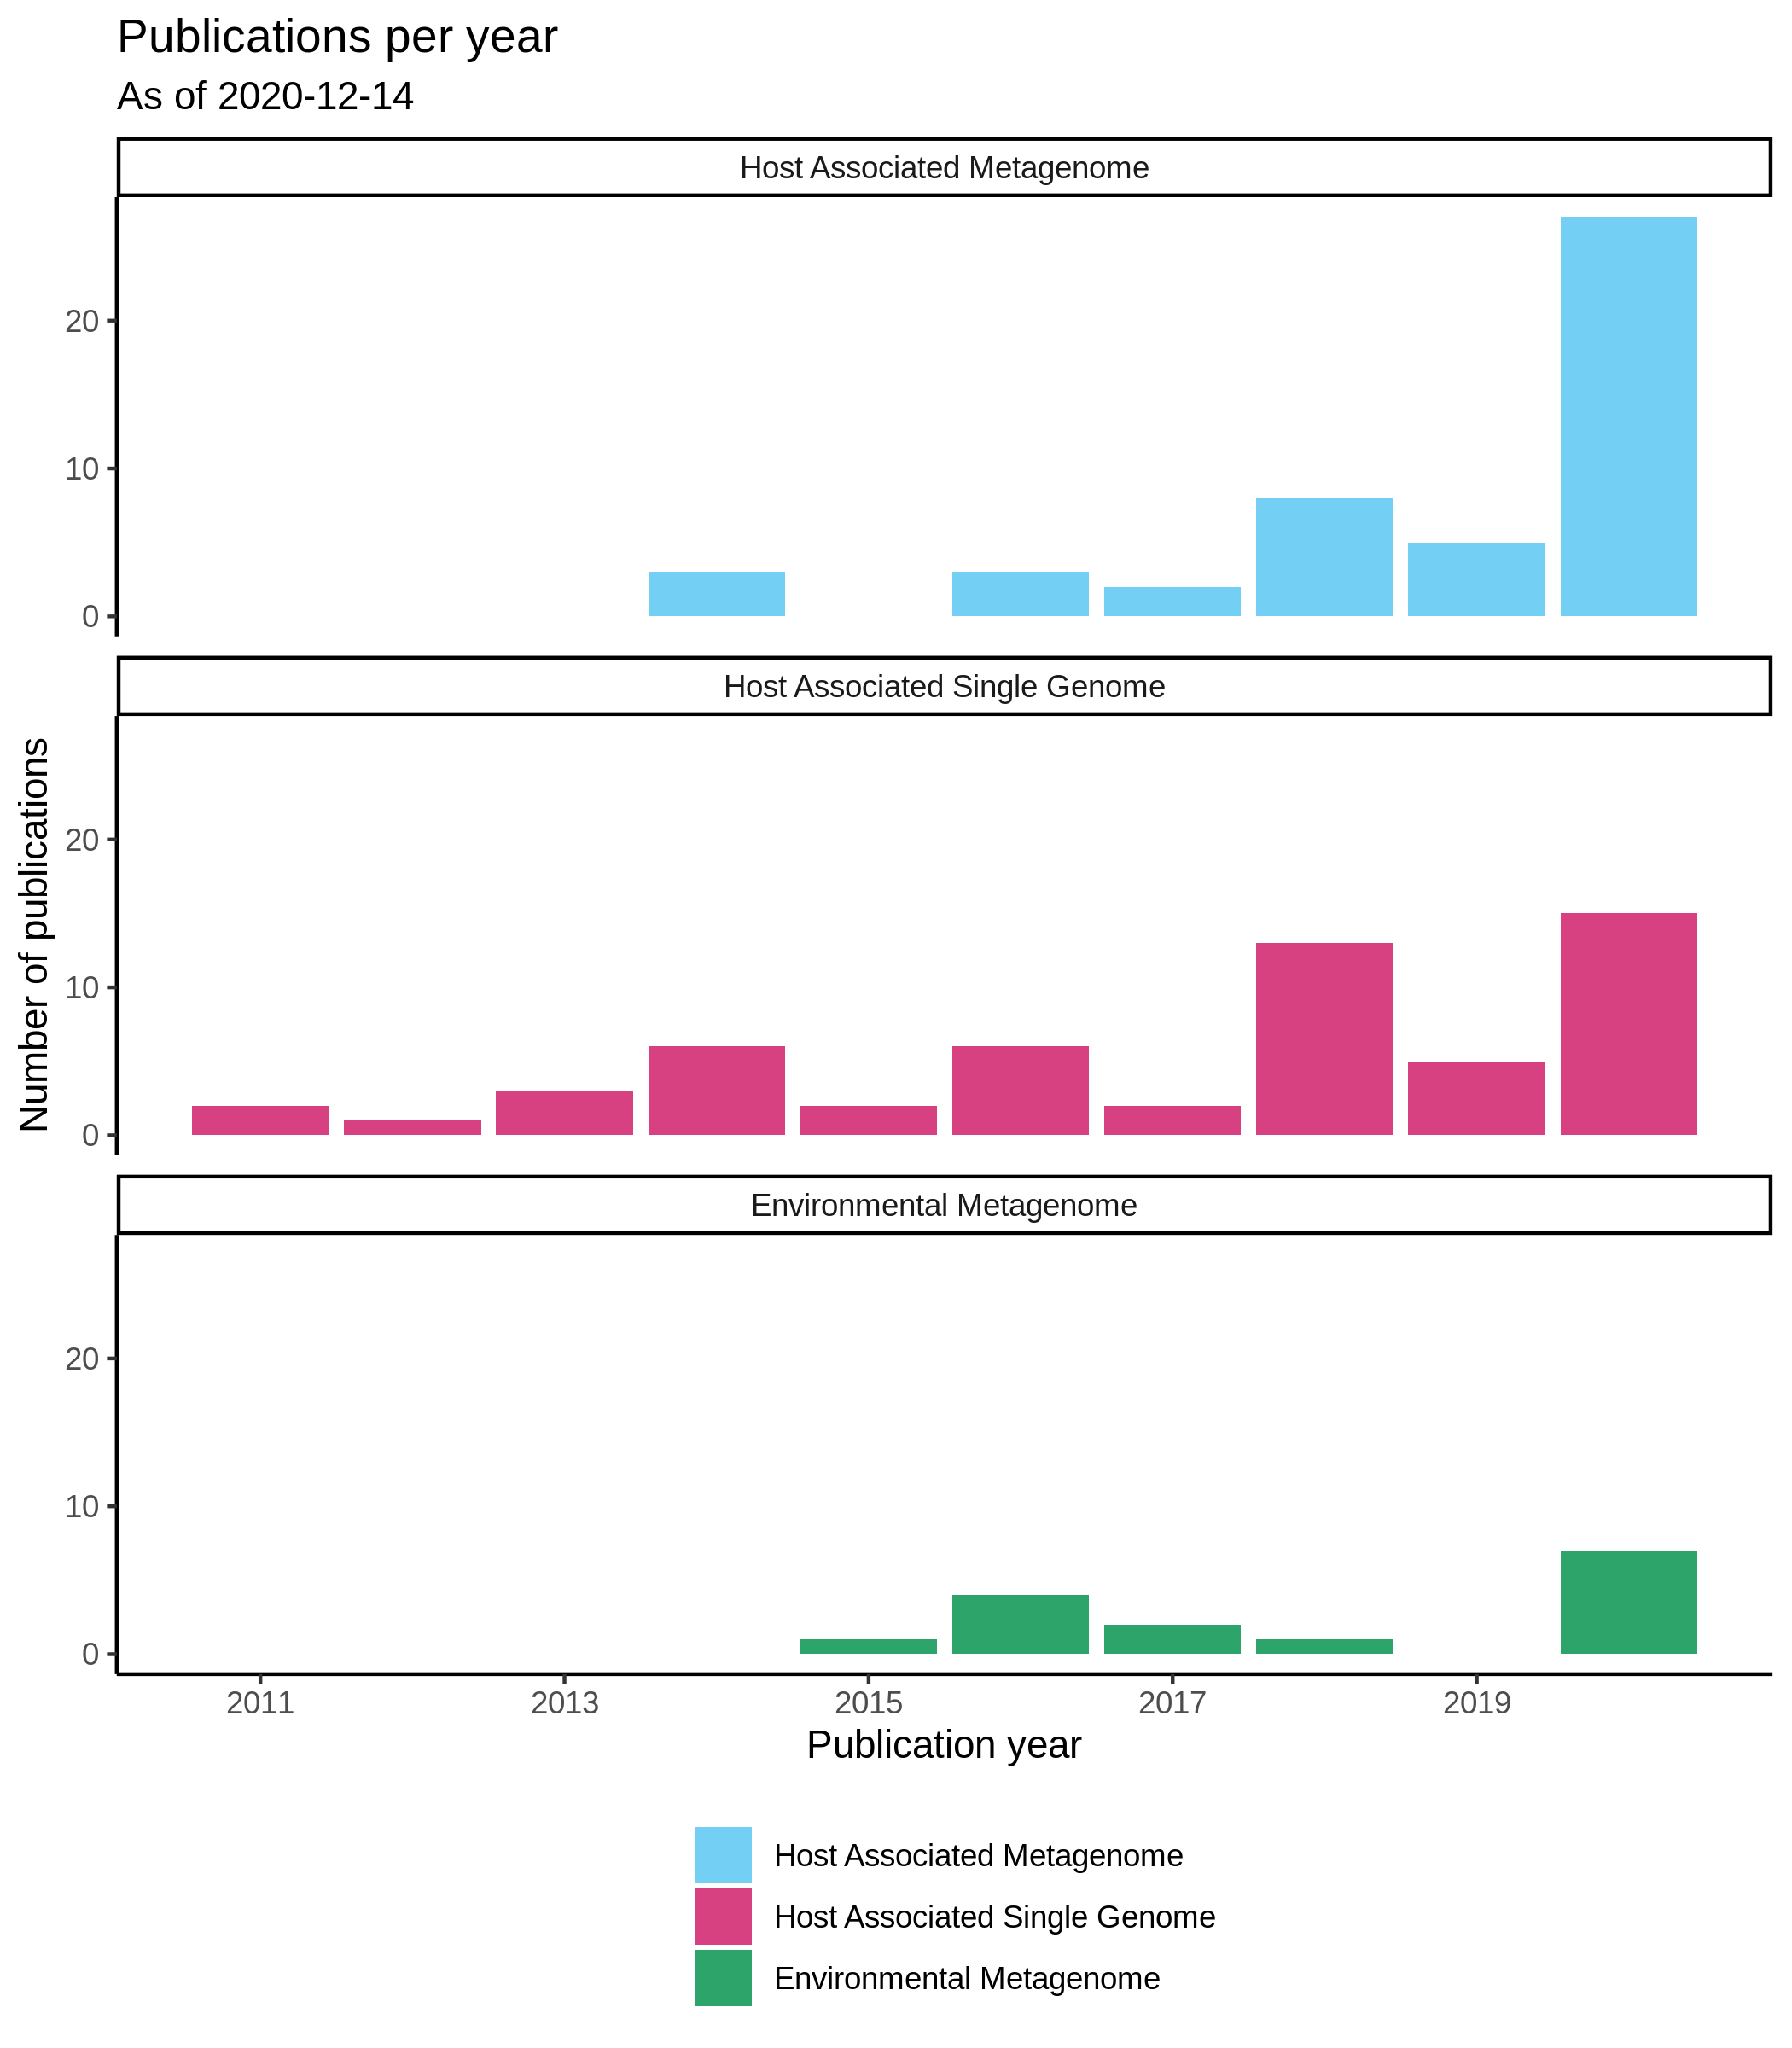 Publications per year
As of 2020-12-14
Host Associated Metagenome
20
10
0
Host Associated Single Genome
20
10
0
Number of publications
Environmental Metagenome
20
10
0
2011 2013 2015 2017 2019
Publication year
Host Associated Metagenome
Host Associated Single Genome
Environmental Metagenome